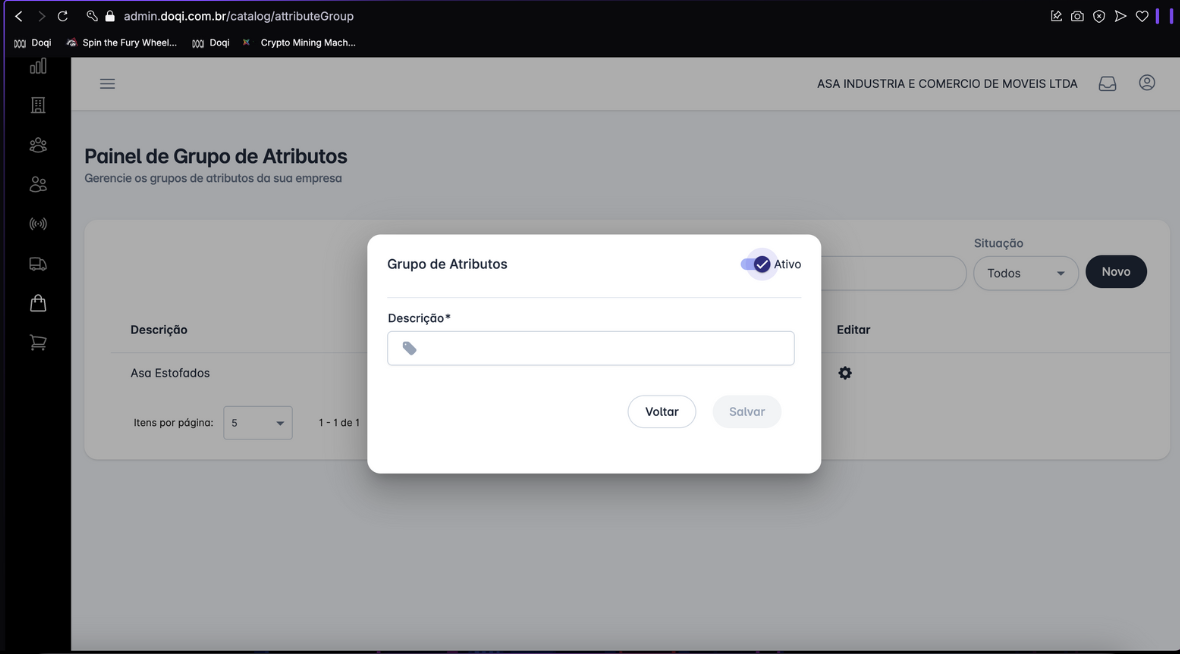 admin.doqi.com.br/catalog/attributeGroup
Doqi Spin the Fury Wheel... Doqi Crypto Mining Mach...
ASA INDUSTRIA E COMERCIO DE MOVEIS LTDA
Painel de Grupo de Atributos
Gerencie os grupos de atributos da sua empresa
Situação
Todos
Novo
Grupo de Atributos
Ativo
Descrição*
Voltar
Salvar
Descrição
Editar
Asa Estofados
Itens por página: 5 1 - 1 de 1